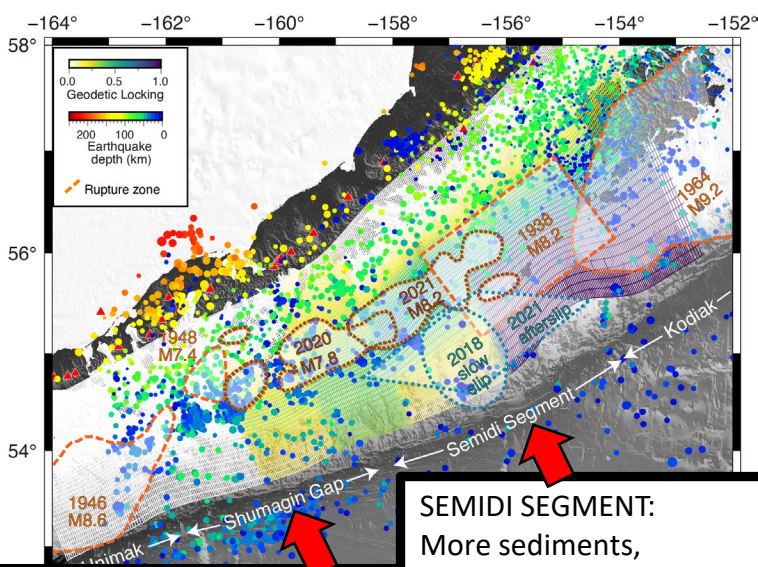 −164° −162° −160° −158° −156° −154° −152°
58°
56°
54°
0.0 0.5 1.0
Geodetic Locking
200 100 0
Earthquake
depth (km)
Rupture zone
1964
M9.2
1938
M8.2
2021
M8.2
2021
afterslip
2018
slow
slip
2020
M7.8
1948
M7.4
1946
M8.6
Kodiak
Semidi Segment
Shumagin Gap
Unimak
SEMIDI SEGMENT:
More sediments,